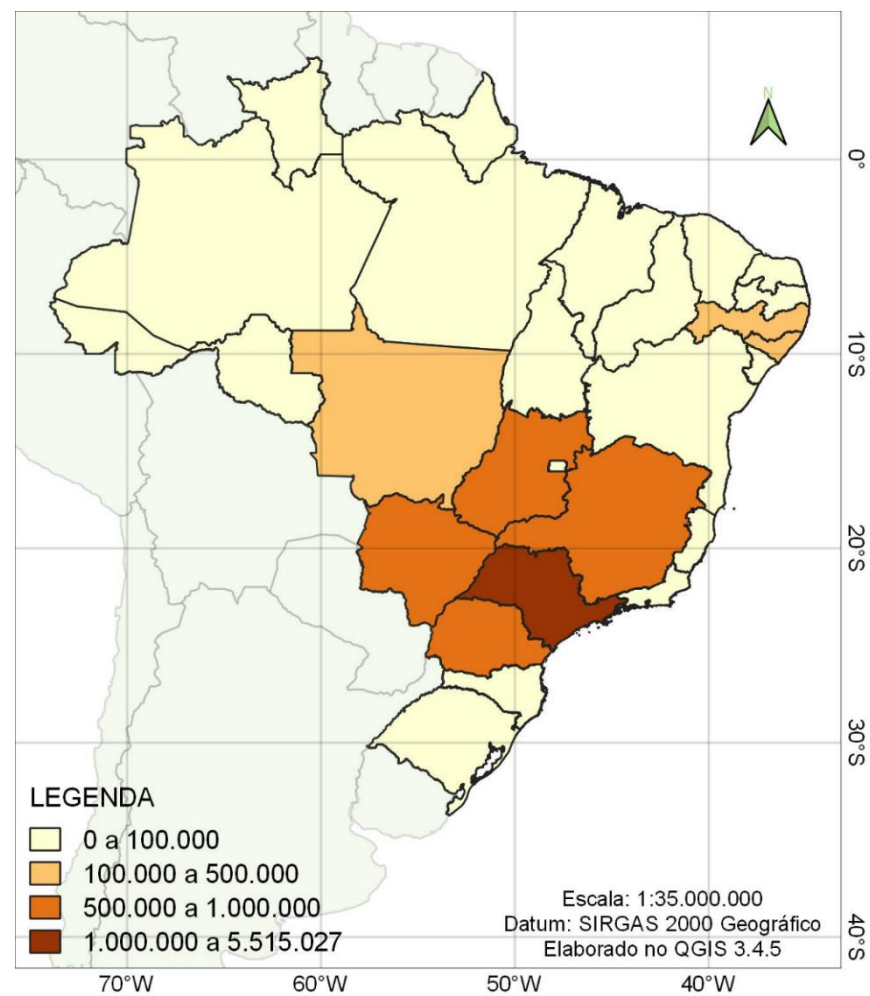 N
0°
10°S
20°S
30°S
40°S
LEGENDA
0 a 100.000
100.000 a 500.000
500.000 a 1.000.000
1.000.000 a 5.515.027
Escala: 1:35.000.000
Datum: SIRGAS 2000 Geográfico
Elaborado no QGIS 3.4.5
70°W 60°W 50°W 40°W